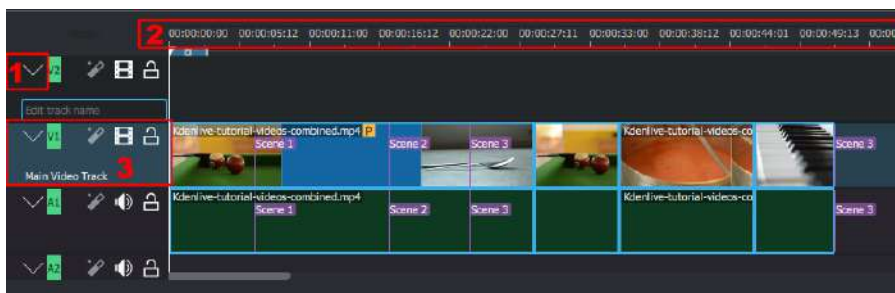 2 00:00:00:00 00:00:05:12 00:00:11:00 00:00:16:12 00:00:22:00 00:00:27:11 00:00:33:00 00:00:38:12 00:00:44:01 00:00:49:13 00:00
1 V2
Edit track name
V1 Kdenlive-tutorial-videos-combined.mp4 P Kdenlive-tutorial-videos-co
Scene 1 Scene 2 Scene 3 Scene 3
3
Main Video Track
A1 Kdenlive-tutorial-videos-combined.mp4 Kdenlive-tutorial-videos-co
Scene 1 Scene 2 Scene 3 Scene 3
A2